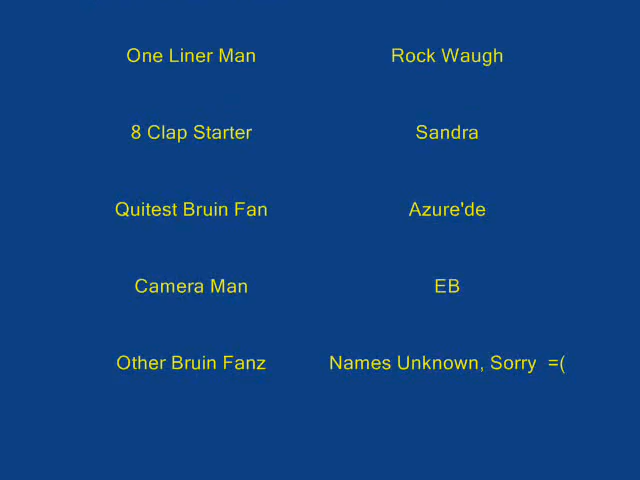 One Liner Man Rock Waugh
8 Clap Starter Sandra
Quitest Bruin Fan Azure'de
Camera Man EB
Other Bruin Fanz Names Unknown, Sorry =(